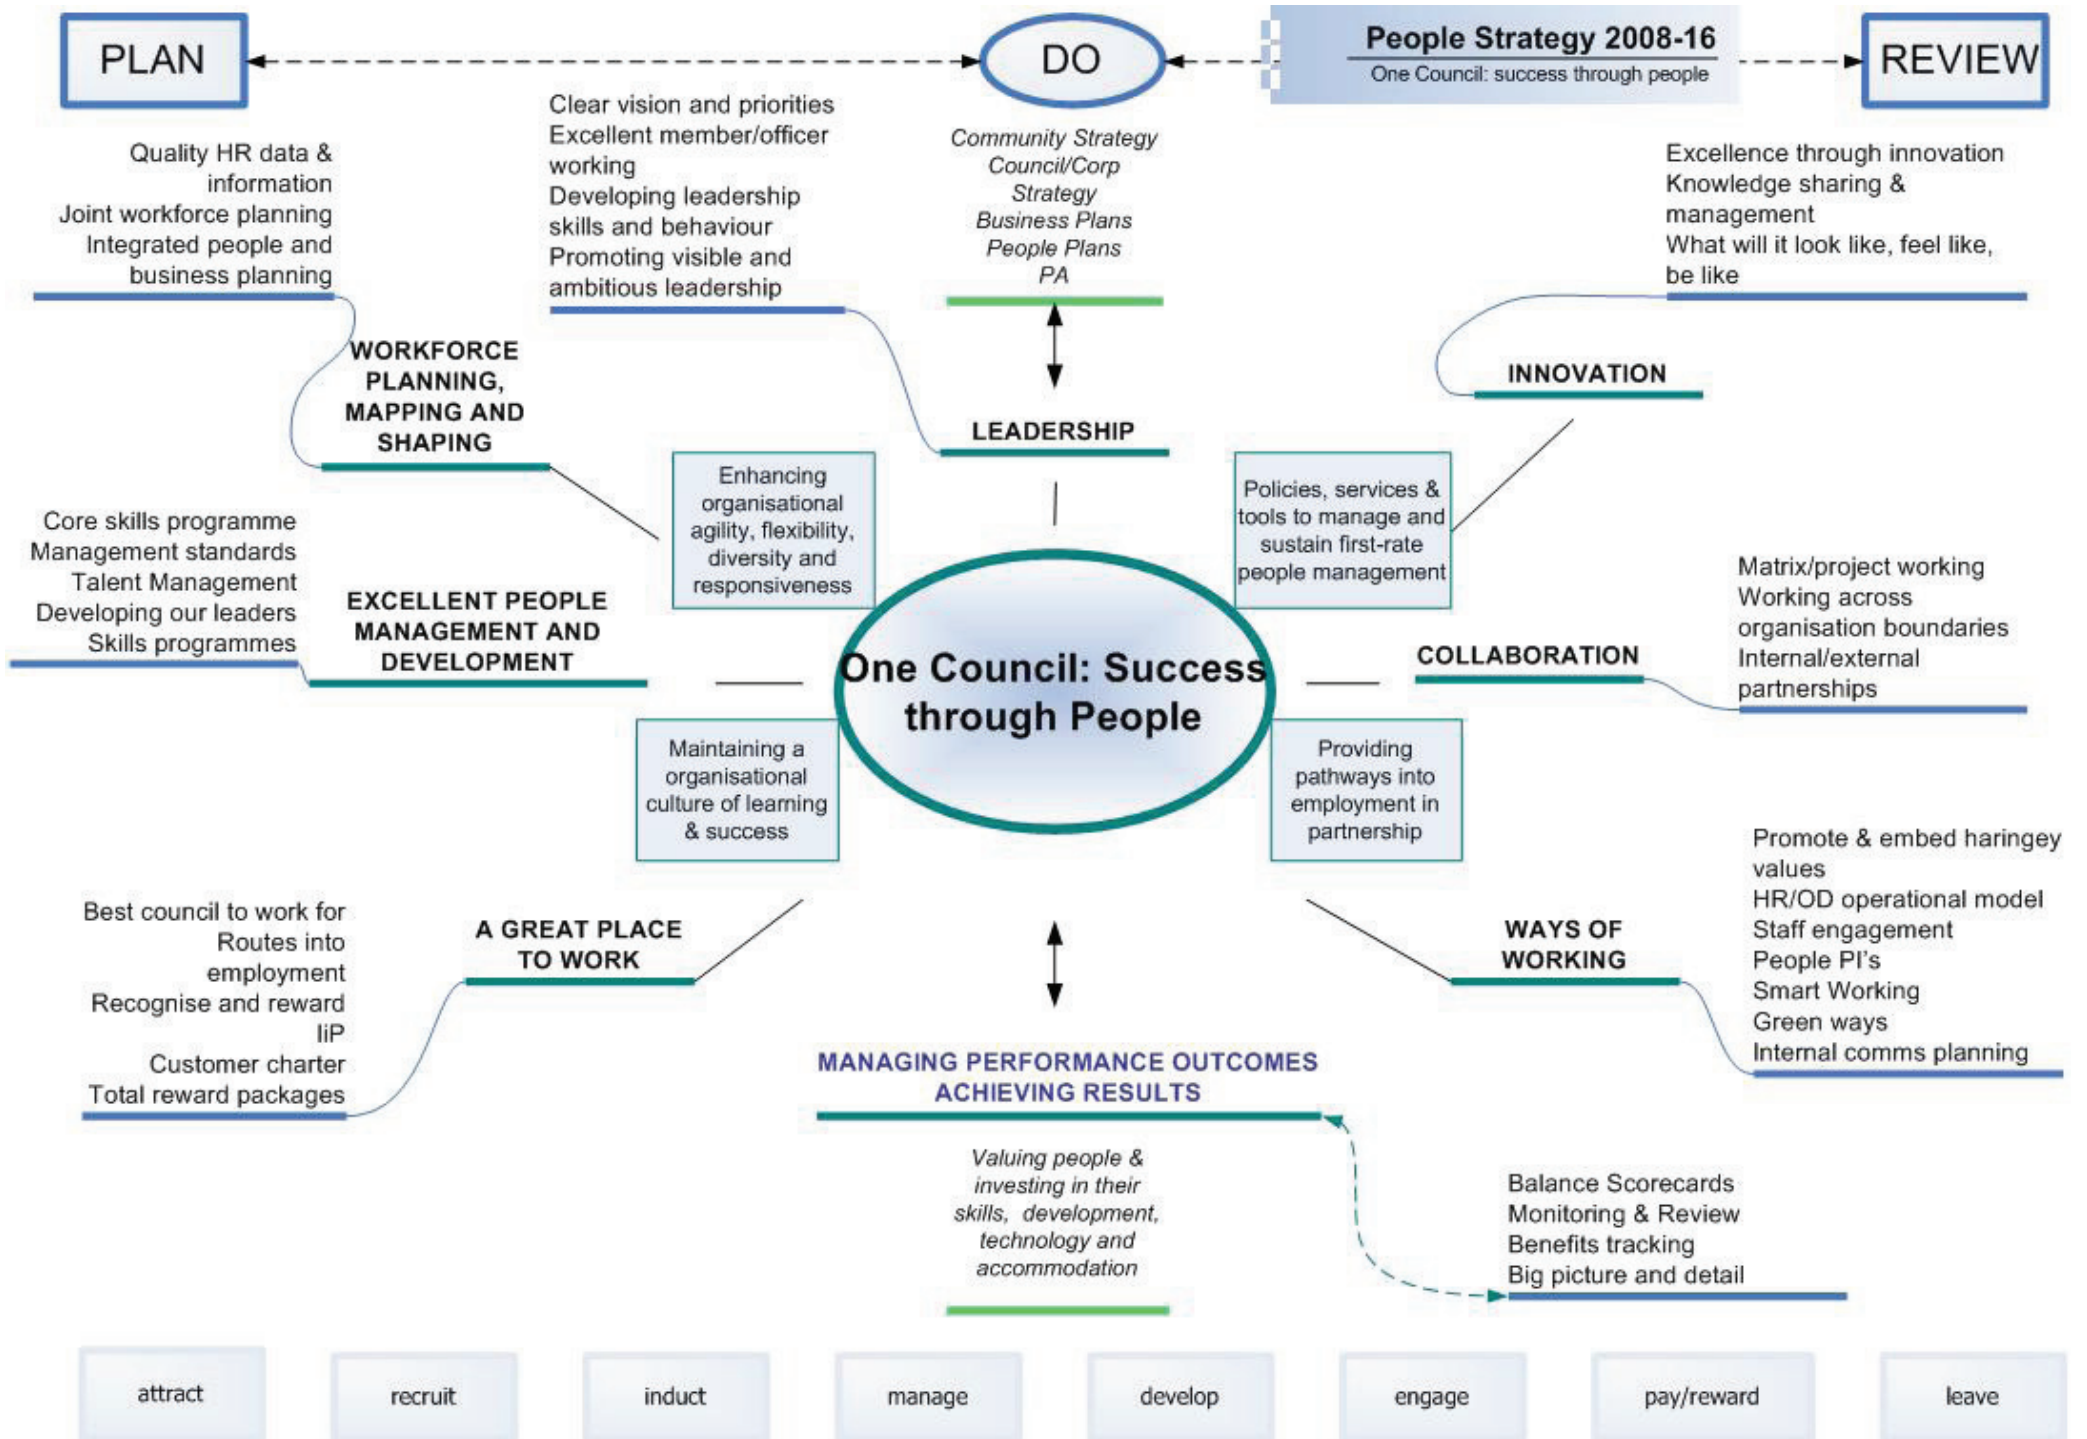 PLAN
DO
People Strategy 2008-16
One Council: success through people
REVIEW
Quality HR data &
information
Joint workforce planning
Integrated people and
business planning
Clear vision and priorities
Excellent member/officer
working
Developing leadership
skills and behaviour
Promoting visible and
ambitious leadership
Community Strategy
Council/Corp
Strategy
Business Plans
People Plans
PA
Excellence through innovation
Knowledge sharing &
management
What will it look like, feel like,
be like
WORKFORCE
PLANNING,
MAPPING AND
SHAPING
LEADERSHIP
INNOVATION
Enhancing
organisational
agility, flexibility,
diversity and
responsiveness
Policies, services &
tools to manage and
sustain first-rate
people management
Core skills programme
Management standards
Talent Management
Developing our leaders
Skills programmes
EXCELLENT PEOPLE
MANAGEMENT AND
DEVELOPMENT
One Council: Success
through People
COLLABORATION
Matrix/project working
Working across
organisation boundaries
Internal/external
partnerships
Maintaining a
organisational
culture of learning
& success
Providing
pathways into
employment in
partnership
Best council to work for
Routes into
employment
Recognise and reward
IiP
Customer charter
Total reward packages
A GREAT PLACE
TO WORK
WAYS OF
WORKING
Promote & embed haringey
values
HR/OD operational model
Staff engagement
People PI's
Smart Working
Green ways
Internal comms planning
MANAGING PERFORMANCE OUTCOMES
ACHIEVING RESULTS
Valuing people &
investing in their
skills, development,
technology and
accommodation
Balance Scorecards
Monitoring & Review
Benefits tracking
Big picture and detail
attract
recruit
induct
manage
develop
engage
pay/reward
leave